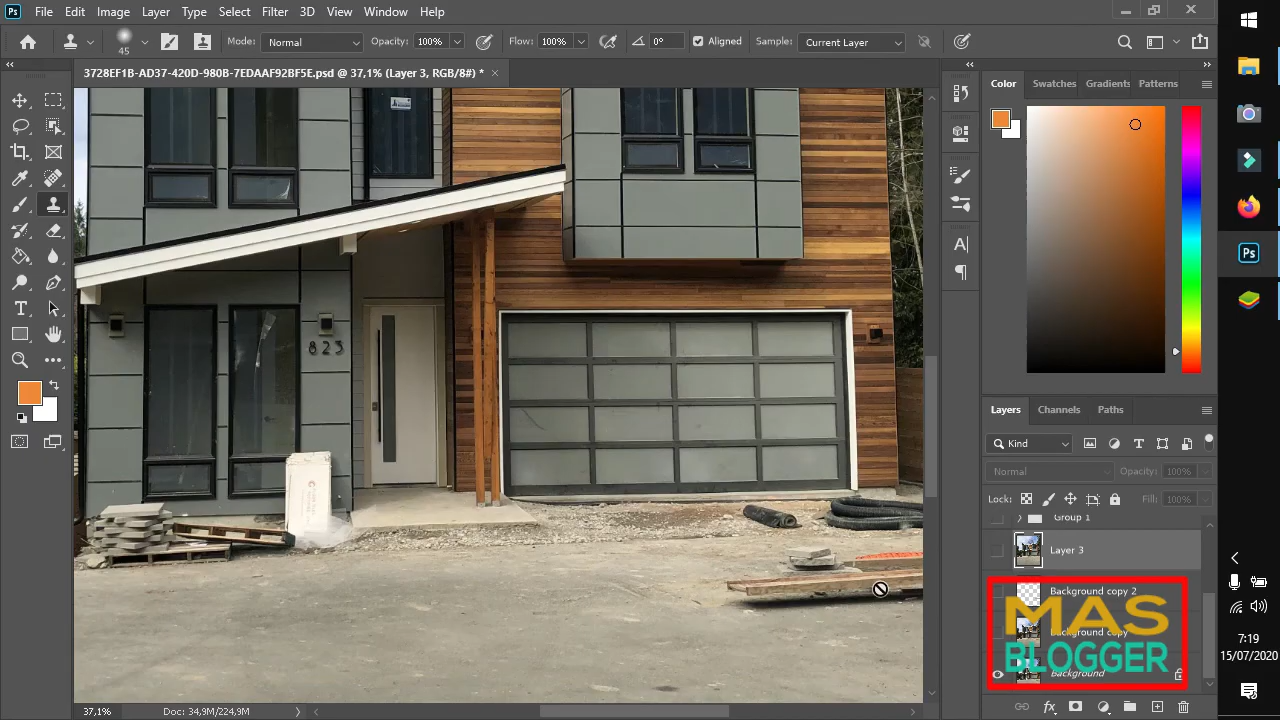 Ps File Edit Image Layer Type Select Filter 3D View Window Help
45 Mode: Normal Opacity: 100% Flow: 100% 0° Aligned Sample: Current Layer
3728EF1B-AD37-420D-980B-7EDAAF92BF5E.psd @ 37,1% (Layer 3, RGB/8#) *
Color Swatches Gradients Patterns
823
Layers Channels Paths
Kind
Normal Opacity: 100%
Lock: Fill: 100%
Group 1
Layer 3
Background copy 2
Background copy
background
MAS
BLOGGER
37,1% Doc: 34,9M/224,9M
Ps
7:19
15/07/2020